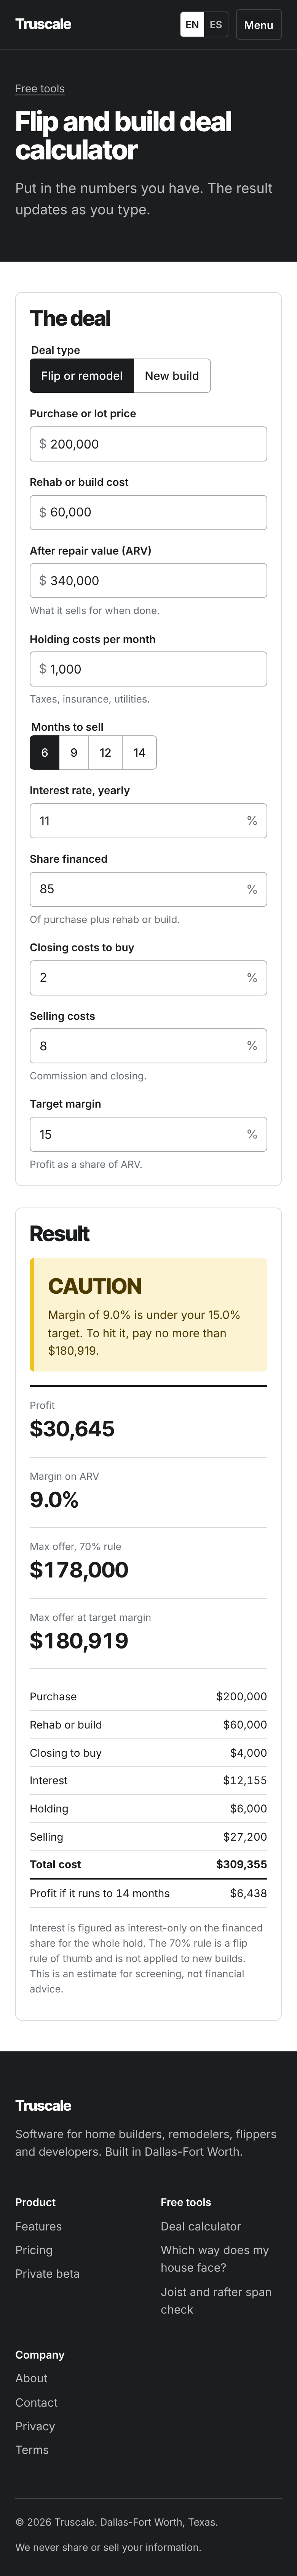 Truscale
EN ES
Menu
Free tools
Flip and build deal
calculator
Put in the numbers you have. The result
updates as you type.
The deal
Deal type
Flip or remodel New build
Purchase or lot price
$ 200,000
Rehab or build cost
$ 60,000
After repair value (ARV)
$ 340,000
What it sells for when done.
Holding costs per month
$ 1,000
Taxes, insurance, utilities.
Months to sell
6 9 12 14
Interest rate, yearly
11 %
Share financed
85 %
Of purchase plus rehab or build.
Closing costs to buy
2 %
Selling costs
8 %
Commission and closing.
Target margin
15 %
Profit as a share of ARV.
Result
CAUTION
Margin of 9.0% is under your 15.0%
target. To hit it, pay no more than
$180,919.
Profit
$30,645
Margin on ARV
9.0%
Max offer, 70% rule
$178,000
Max offer at target margin
$180,919
Purchase $200,000
Rehab or build $60,000
Closing to buy $4,000
Interest $12,155
Holding $6,000
Selling $27,200
Total cost $309,355
Profit if it runs to 14 months $6,438
Interest is figured as interest-only on the financed
share for the whole hold. The 70% rule is a flip
rule of thumb and is not applied to new builds.
This is an estimate for screening, not financial
advice.
Truscale
Software for home builders, remodelers, flippers
and developers. Built in Dallas-Fort Worth.
Product
Features
Pricing
Private beta
Free tools
Deal calculator
Which way does my
house face?
Joist and rafter span
check
Company
About
Contact
Privacy
Terms
© 2026 Truscale. Dallas-Fort Worth, Texas.
We never share or sell your information.